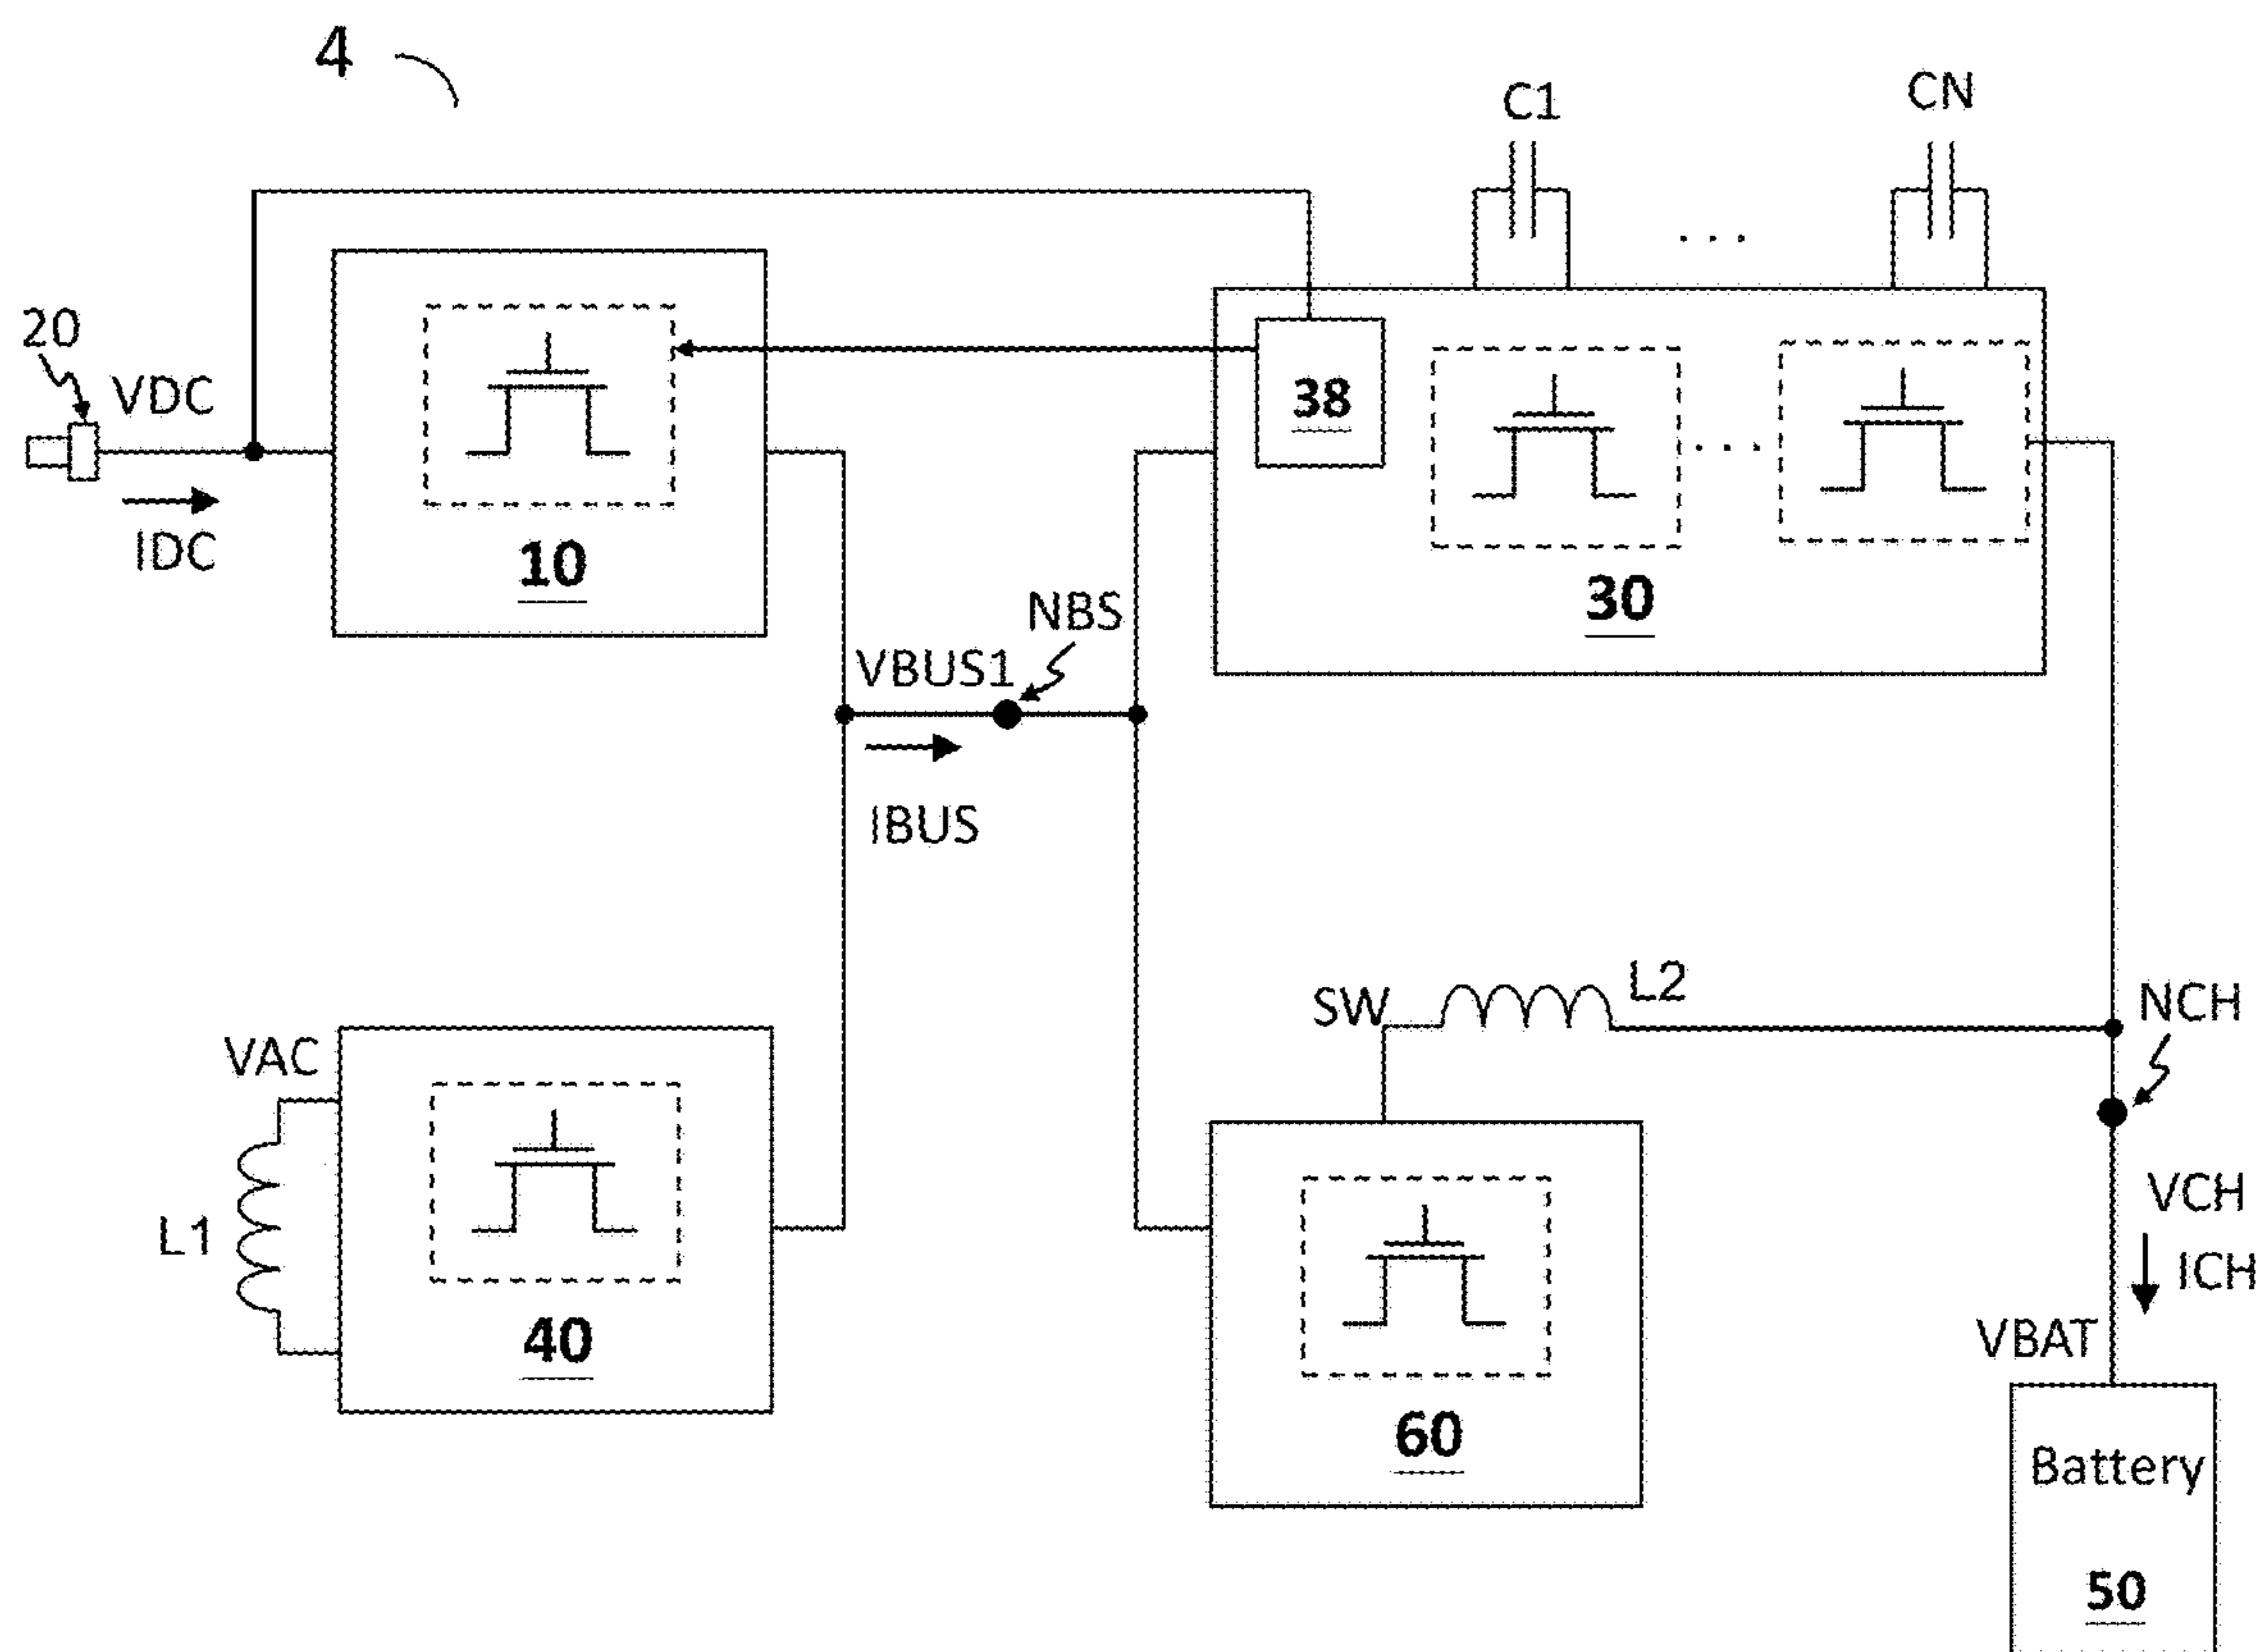 4
C1
CN
. . .
20
VDC
38
. . .
IDC
10
30
NBS
VBUS1
IBUS
SW
L2
NCH
VAC
L1
VCH
ICH
40
VBAT
60
Battery
50